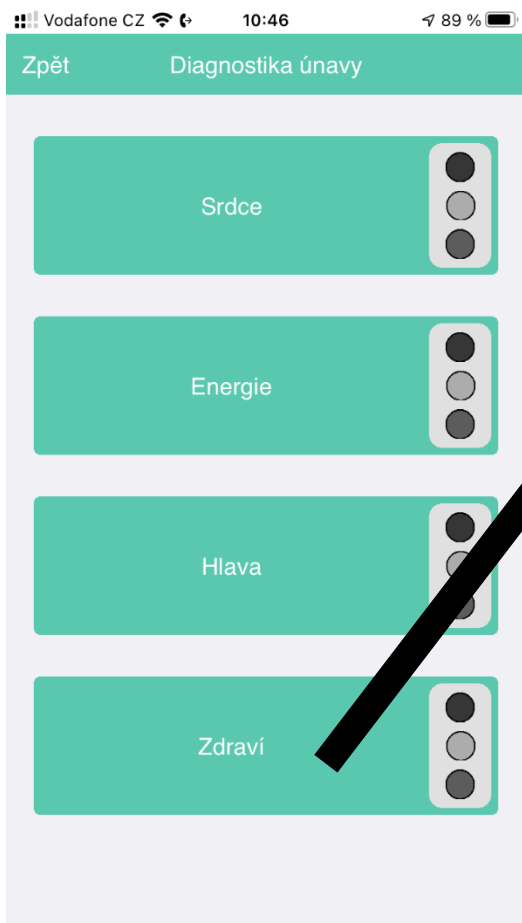 Vodafone CZ 10:46 89 %
Zpět Diagnostika únavy
Srdce
Energie
Hlava
Zdraví